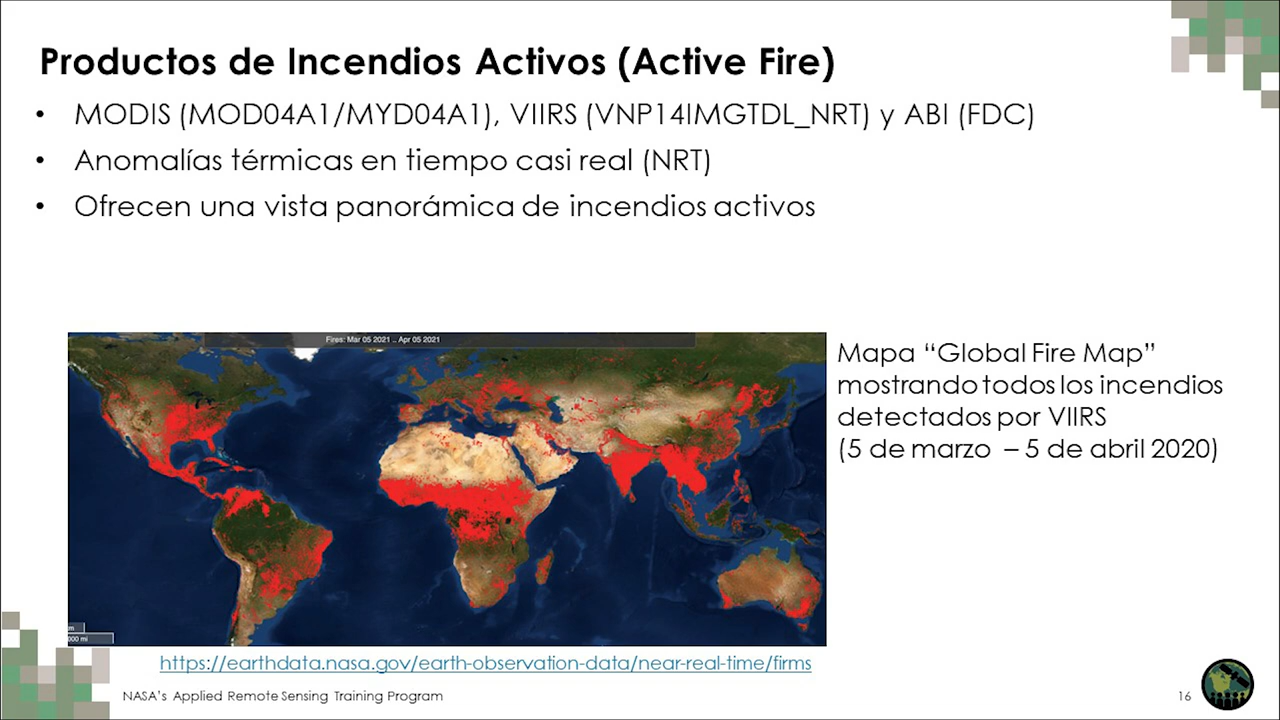 Productos de Incendios Activos (Active Fire)
• MODIS (MOD04A1/MYD04A1), VIIRS (VNP14IMGTDL_NRT) y ABI (FDC)
• Anomalías térmicas en tiempo casi real (NRT)
• Ofrecen una vista panorámica de incendios activos
Fires: Mar 05 2021 .. Apr 05 2021
Mapa “Global Fire Map”
mostrando todos los incendios
detectados por VIIRS
(5 de marzo – 5 de abril 2020)
https://earthdata.nasa.gov/earth-observation-data/near-real-time/firms
NASA's Applied Remote Sensing Training Program
16